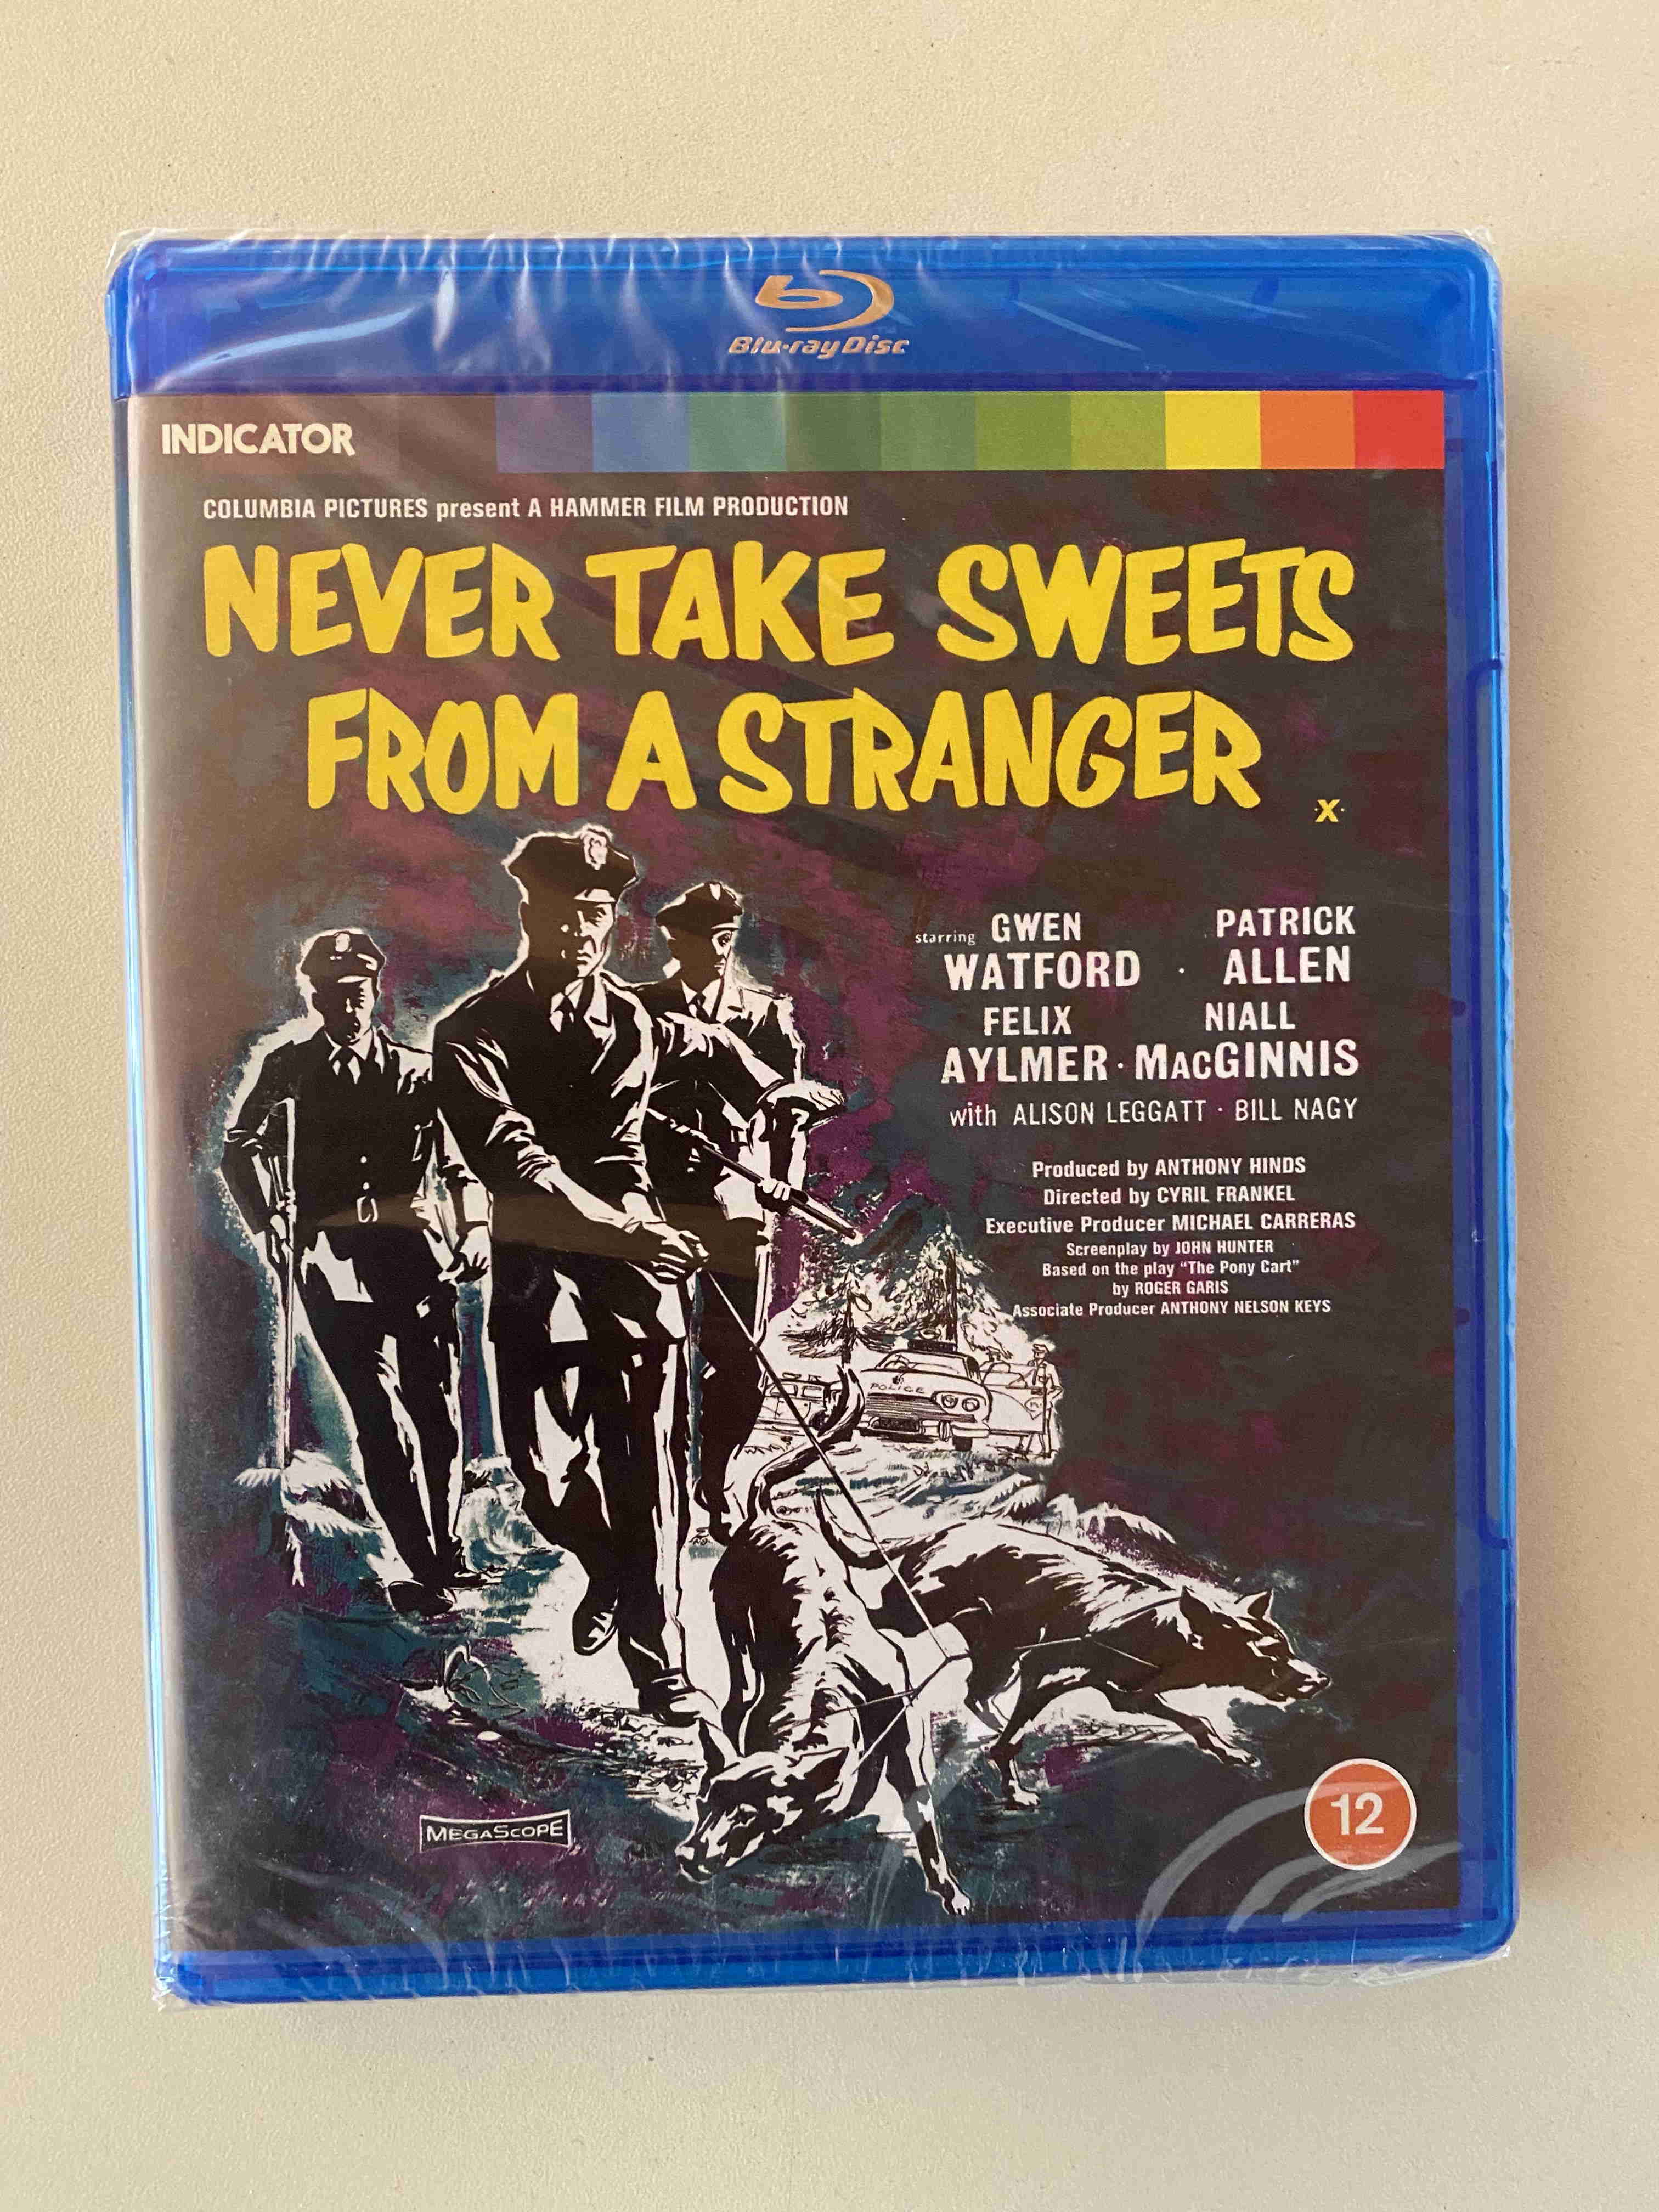 Blu-ray Disc
INDICATOR
COLUMBIA PICTURES present A HAMMER FILM PRODUCTION
NEVER TAKE SWEETS
FROM A STRANGER
X
starring GWEN WATFORD · PATRICK ALLEN
FELIX AYLMER · NIALL MACGINNIS
with ALISON LEGGATT · BILL NAGY
Produced by ANTHONY HINDS
Directed by CYRIL FRANKEL
Executive Producer MICHAEL CARRERAS
Screenplay by JOHN HUNTER
Based on the play "The Pony Cart"
by ROGER GARIS
Associate Producer ANTHONY NELSON KEYS
POLICE
MEGASCOPE
12